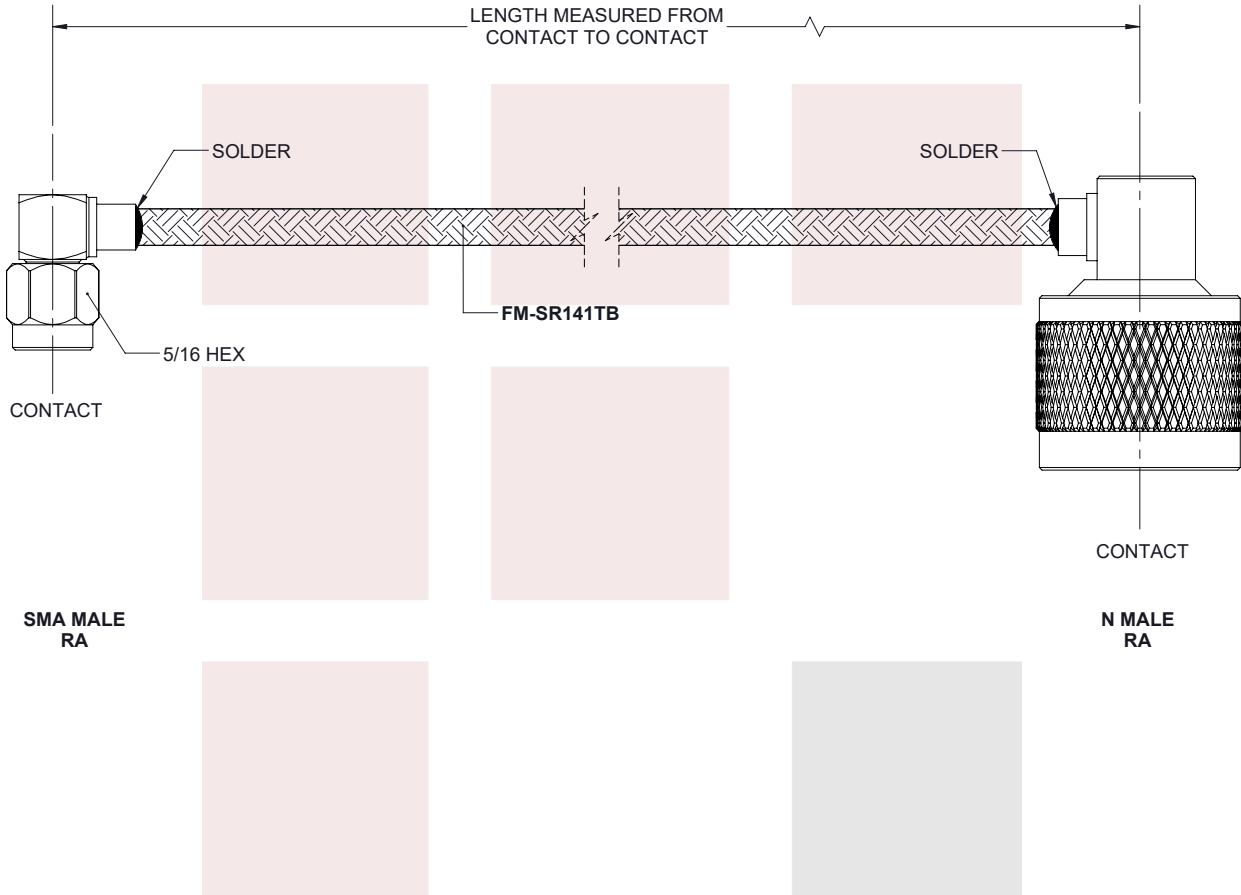 LENGTH MEASURED FROM
CONTACT TO CONTACT
SOLDER
SOLDER
FM-SR141TB
5/16 HEX
CONTACT
CONTACT
SMA MALE
RA
N MALE
RA